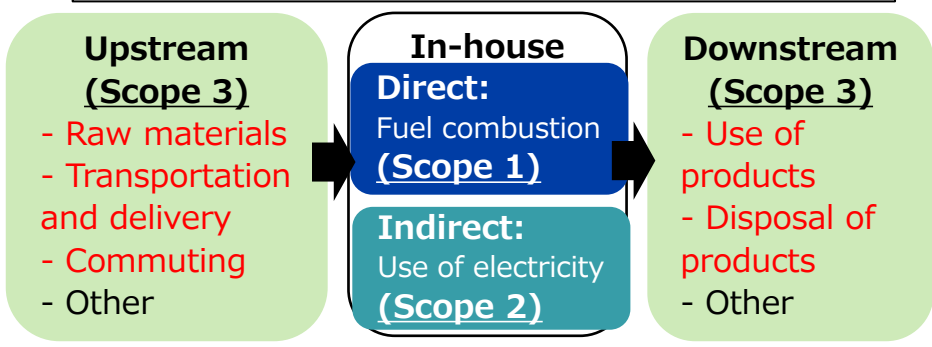 Upstream
(Scope 3)
- Raw materials
- Transportation
and delivery
- Commuting
- Other
In-house
Direct:
Fuel combustion
(Scope 1)
Indirect:
Use of electricity
(Scope 2)
Downstream
(Scope 3)
- Use of
products
- Disposal of
products
- Other